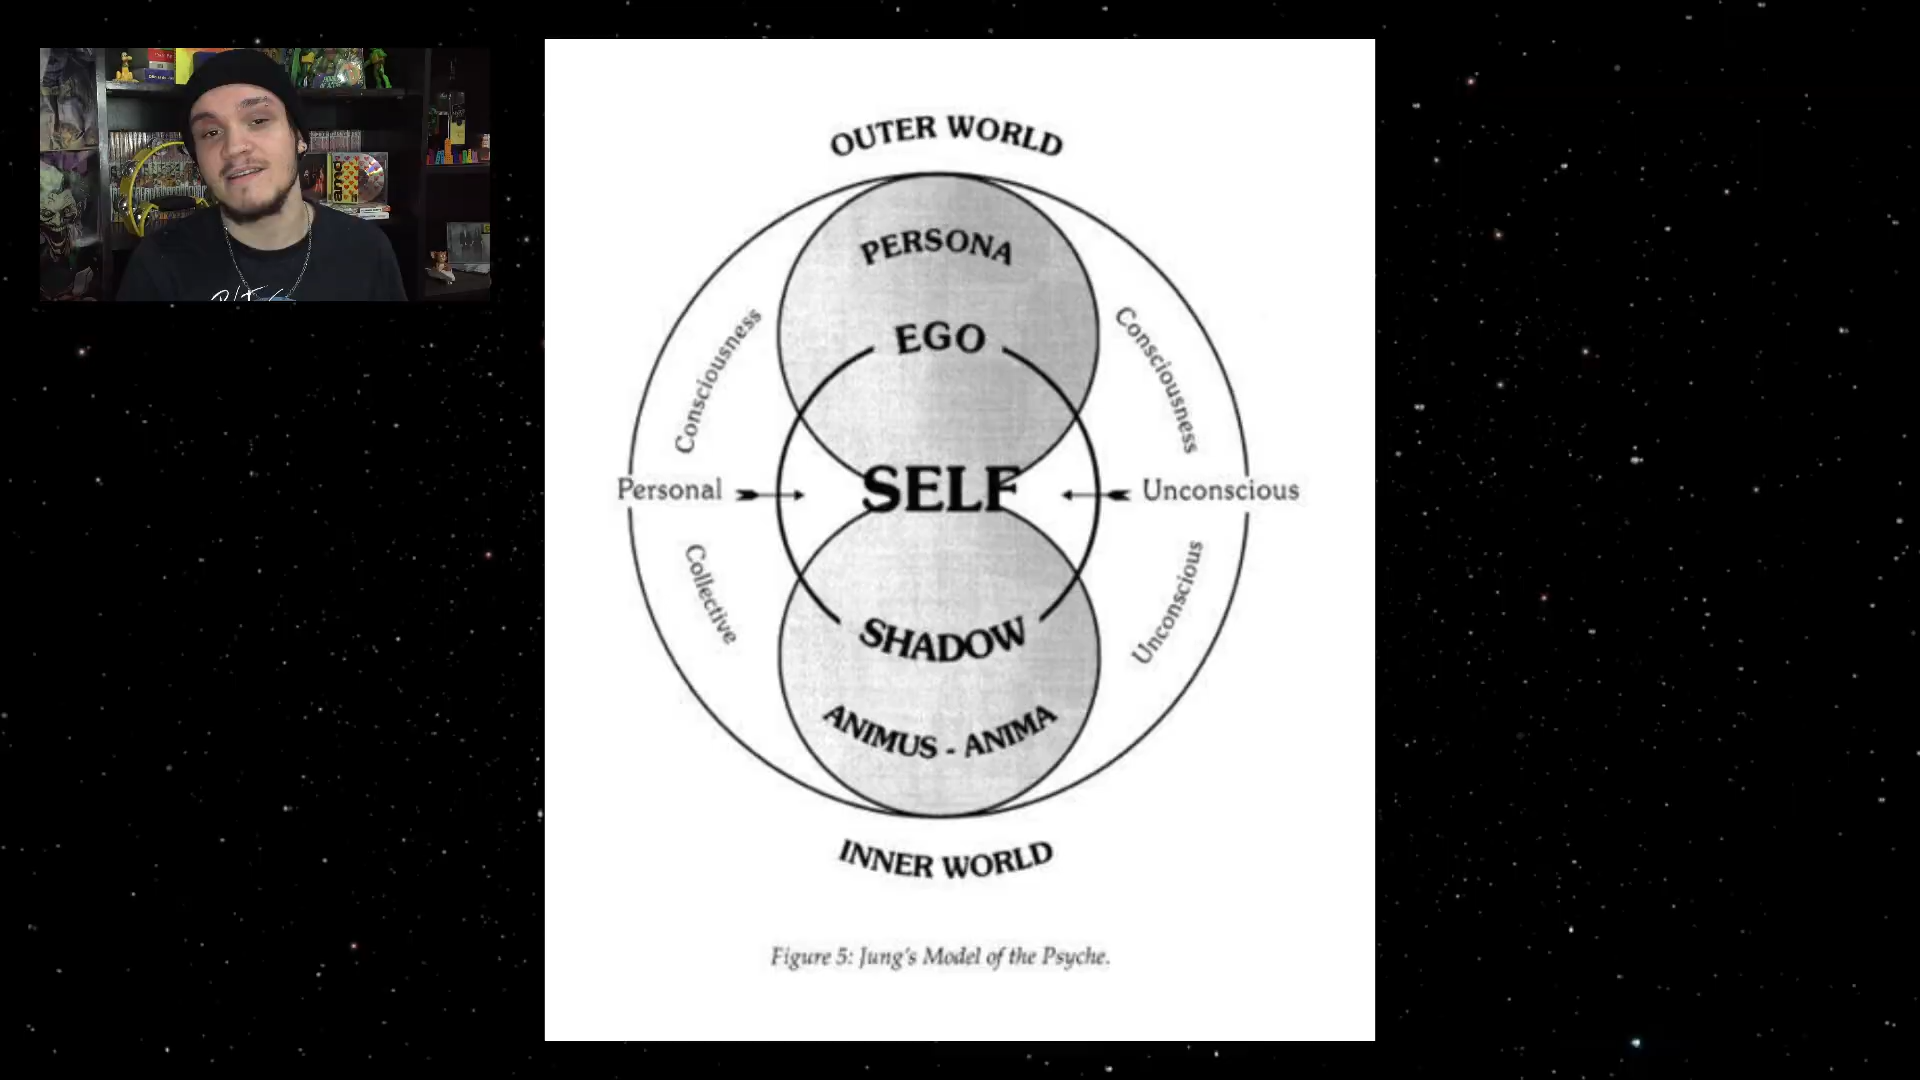 OUTER WORLD
PERSONA
EGO
Consciousness
Consciousness
Personal
SELF
Unconscious
Collective
Unconscious
SHADOW
ANIMUS - ANIMA
INNER WORLD
Figure 5: Jung's Model of the Psyche.